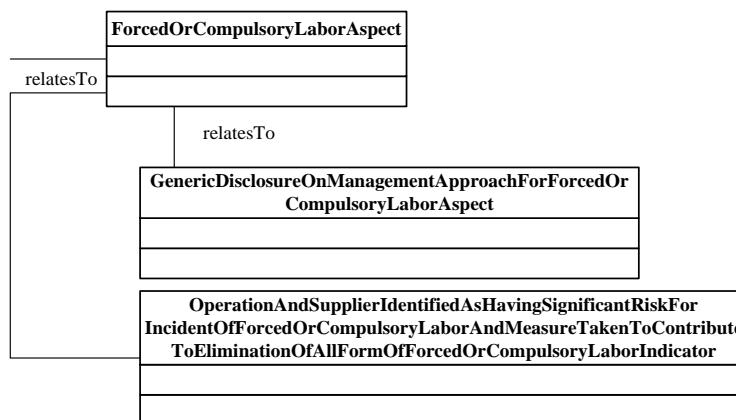 ForcedOrCompulsoryLaborAspect
relatesTo
relatesTo
GenericDisclosureOnManagementApproachForForcedOr
CompulsoryLaborAspect
OperationAndSupplierIdentifiedAsHavingSignificantRiskFor
IncidentOfForcedOrCompulsoryLaborAndMeasureTakenToContribute
ToEliminationOfAllFormOfForcedOrCompulsoryLaborIndicator